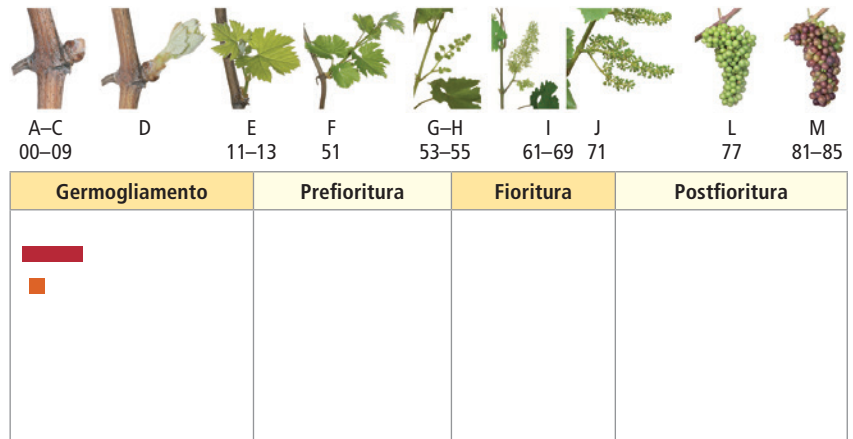 A–C D E F G–H I J L M
00–09 11–13 51 53–55 61–69 71 77 81–85
Germogliamento Prefioritura Fioritura Postfioritura